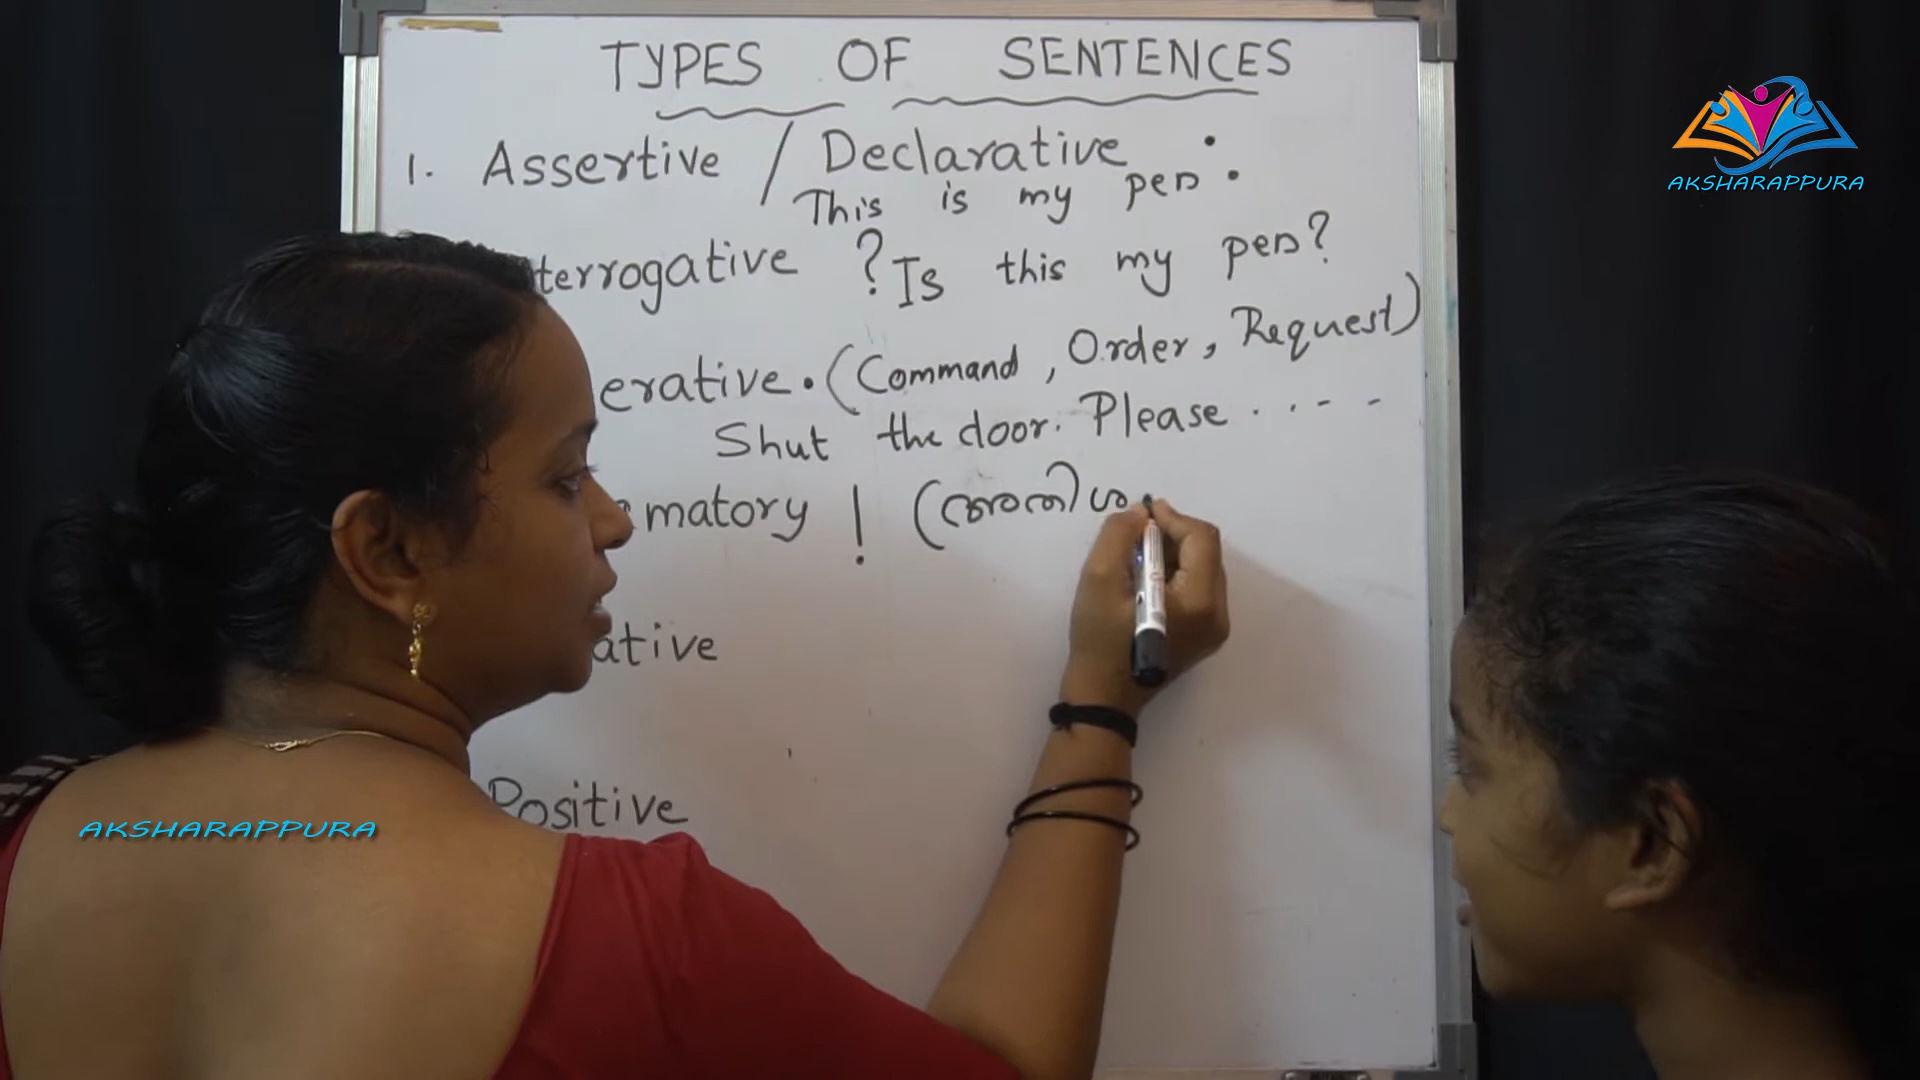 TYPES OF SENTENCES
1. Assertive / Declarative .
This is my pen .
terrogative ? Is this my pen?
erative . (Command, Order, Request)
Shut the door. Please . . - -
matory ! (അതിശ
ative
Positive
AKSHARAPPURA
AKSHARAPPURA